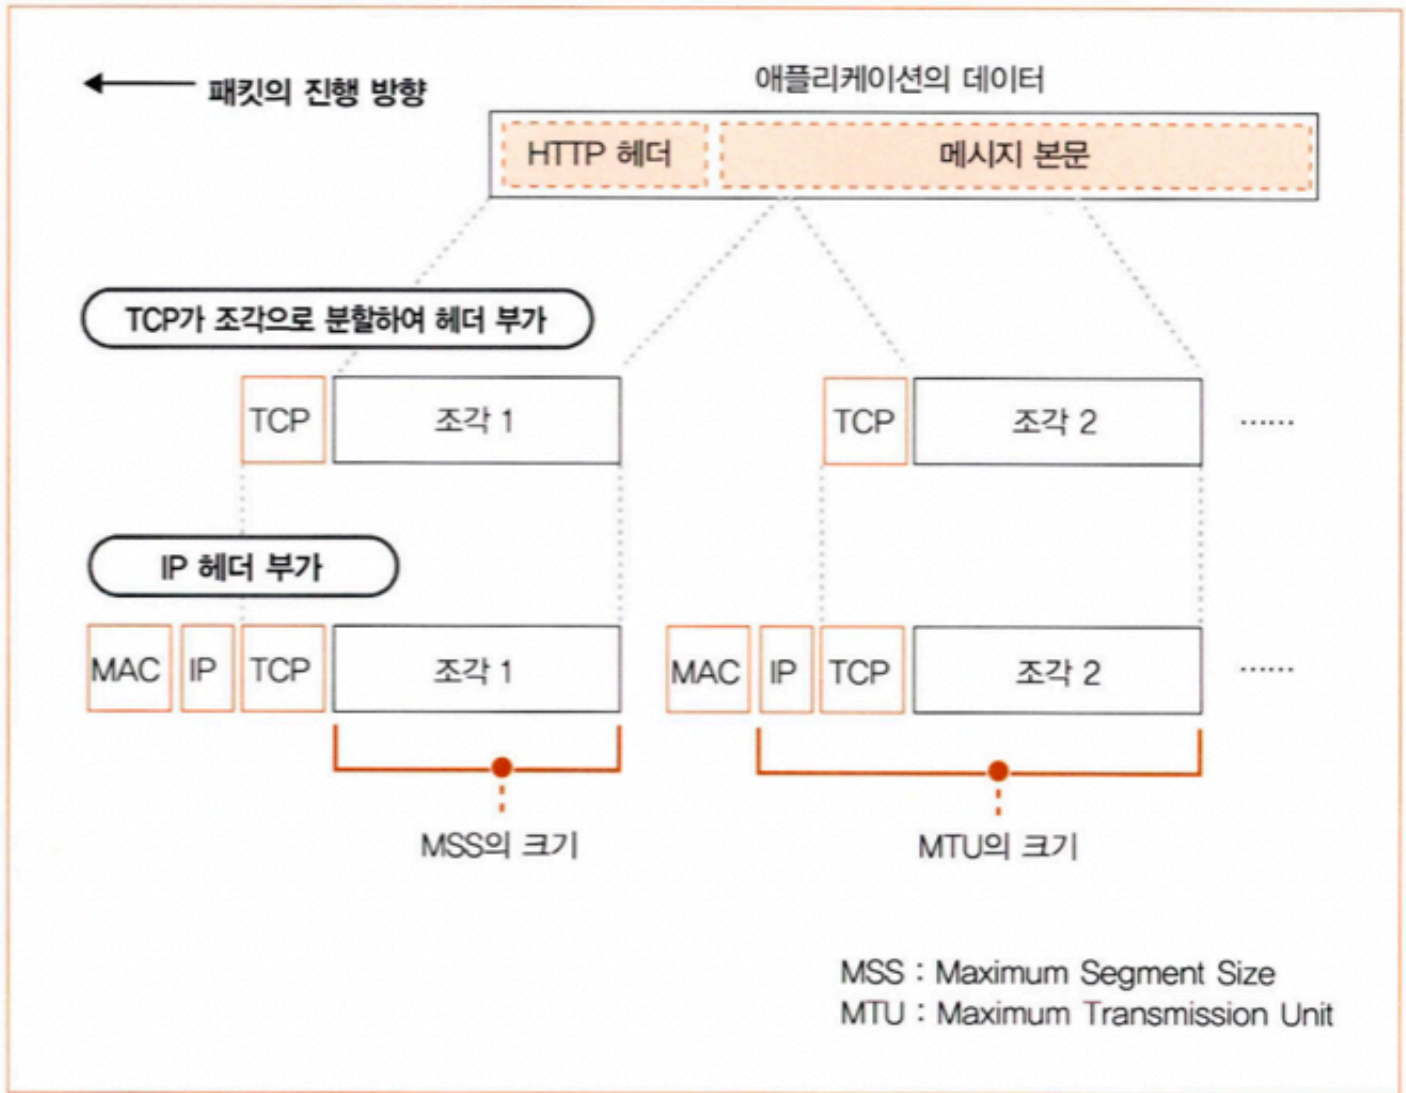 패킷의 진행 방향
애플리케이션의 데이터
HTTP 헤더
메시지 본문
TCP가 조각으로 분할하여 헤더 부가
TCP
조각 1
TCP
조각 2
......
IP 헤더 부가
MAC
IP
TCP
조각 1
MAC
IP
TCP
조각 2
......
MSS의 크기
MTU의 크기
MSS : Maximum Segment Size
MTU : Maximum Transmission Unit